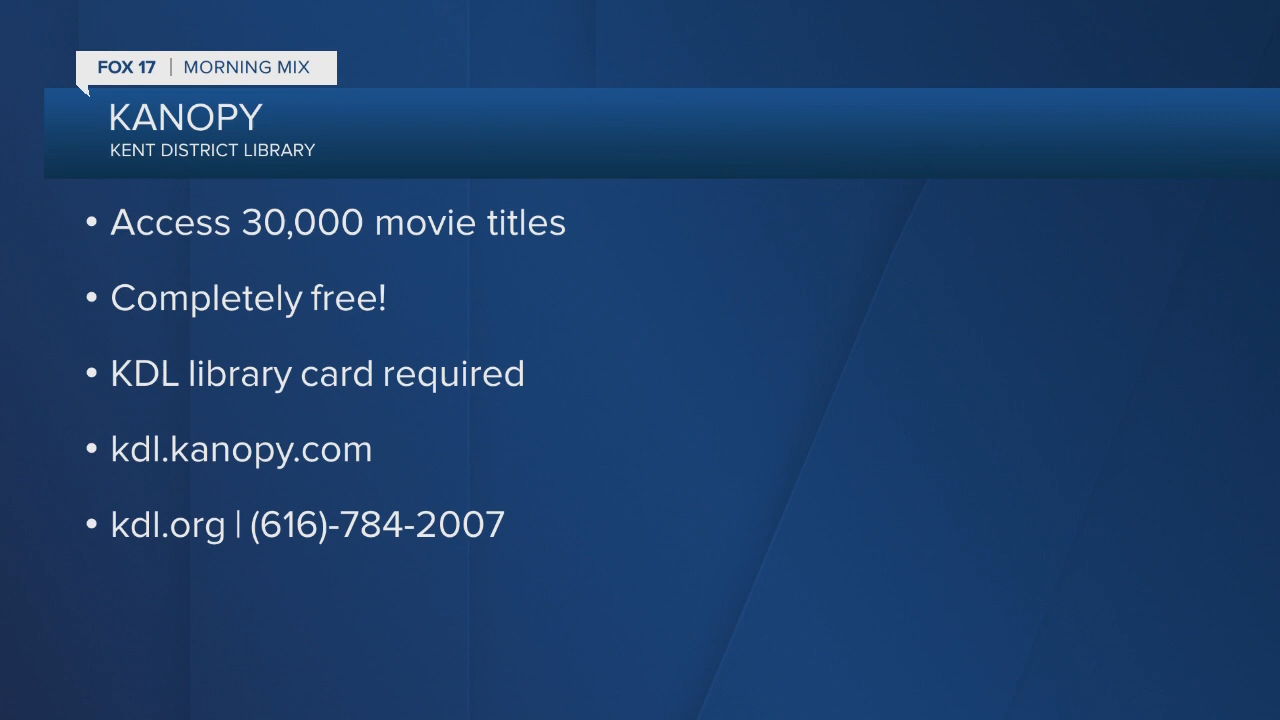 FOX 17 | MORNING MIX
KANOPY
KENT DISTRICT LIBRARY
• Access 30,000 movie titles
• Completely free!
• KDL library card required
• kdl.kanopy.com
• kdl.org | (616)-784-2007